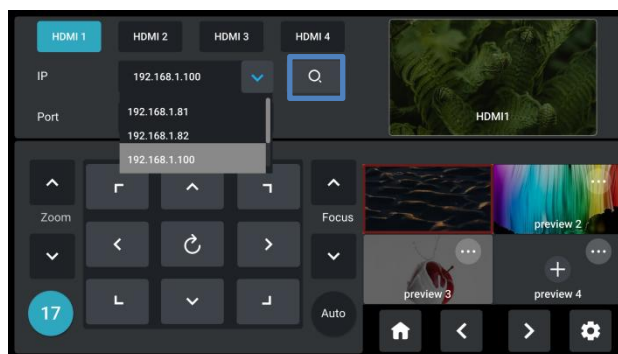 HDMI 1 HDMI 2 HDMI 3 HDMI 4
IP 192.168.1.100
Port 192.168.1.81
192.168.1.82
192.168.1.100
HDMI1
Zoom
Focus
17
Auto
preview 2
preview 3
preview 4